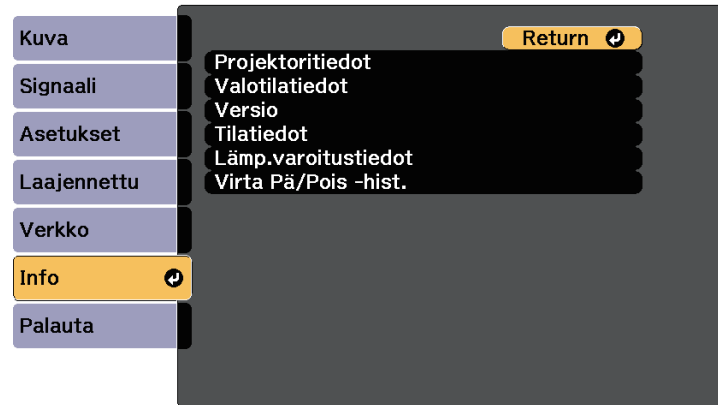 Kuva
Signaali
Asetukset
Laajennettu
Verkko
Info
Palauta
Return
Projektoritiedot
Valotilatiedot
Versio
Tilatiedot
Lämp.varoitustiedot
Virta Pä/Pois -hist.